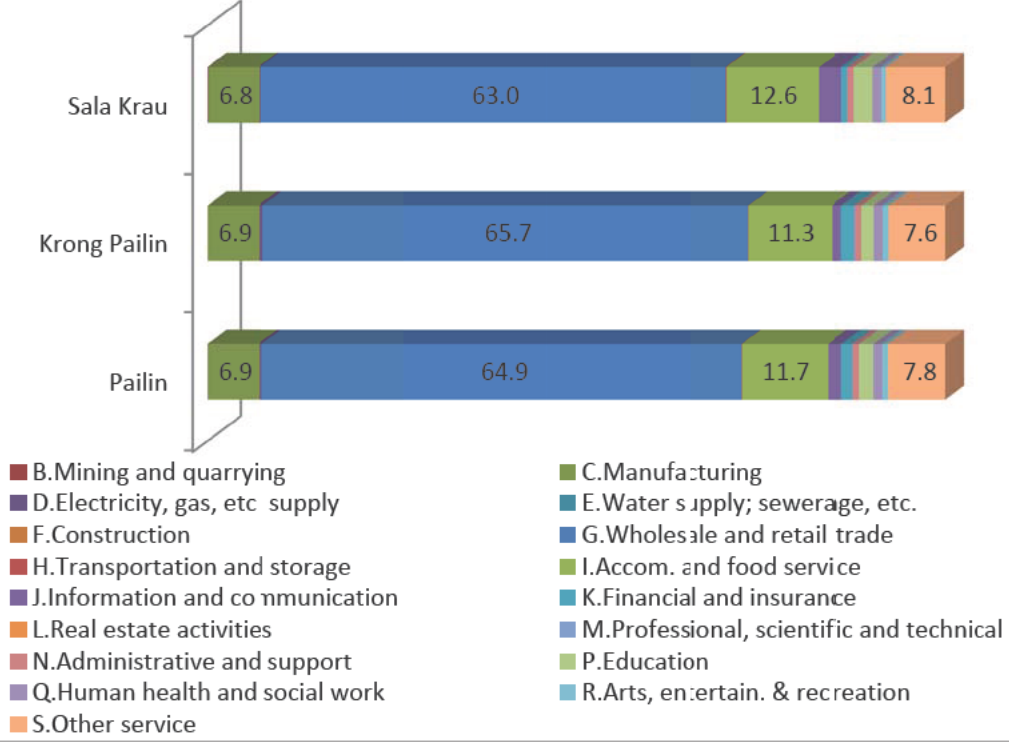 Sala Krau 6.8 63.0 12.6 8.1
Krong Pailin 6.9 65.7 11.3 7.6
Pailin 6.9 64.9 11.7 7.8
B.Mining and quarrying C.Manufacturing
D.Electricity, gas, etc supply E.Water supply; sewerage, etc.
F.Construction G.Wholesale and retail trade
H.Transportation and storage I.Accom. and food service
J.Information and communication K.Financial and insurance
L.Real estate activities M.Professional, scientific and technical
N.Administrative and support P.Education
Q.Human health and social work R.Arts, entertain. & recreation
S.Other service